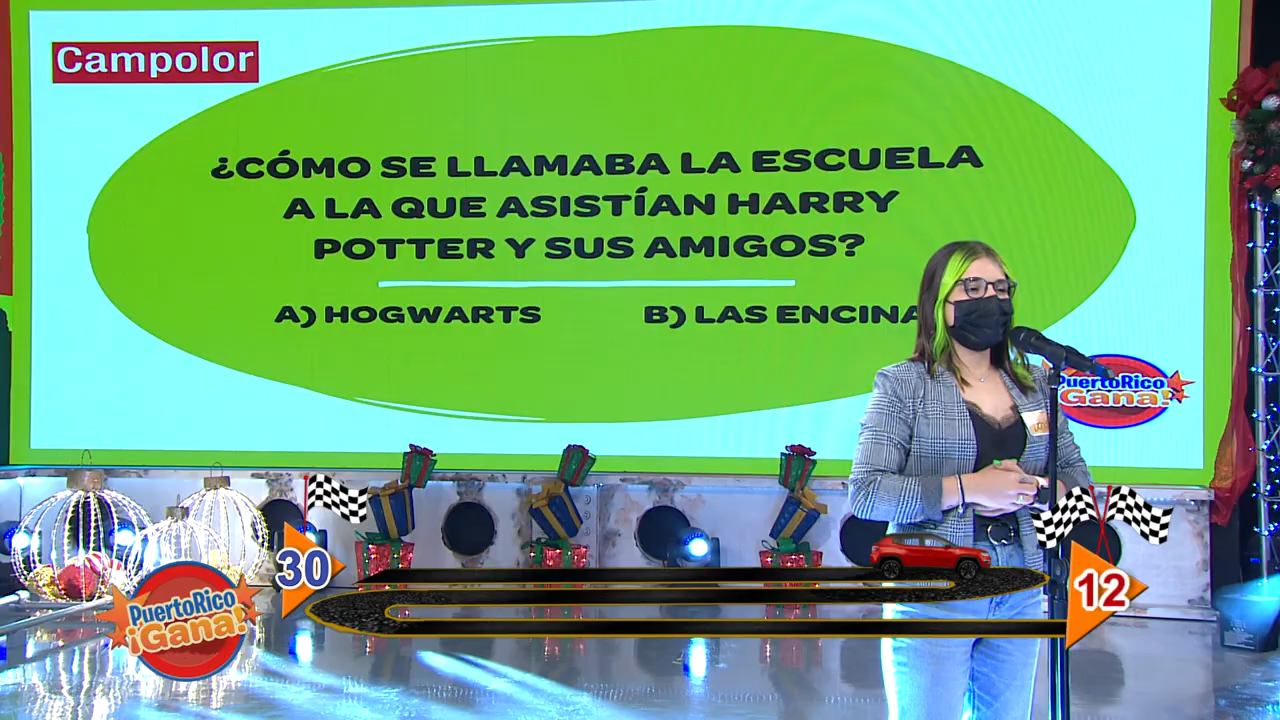 Campolor
¿CÓMO SE LLAMABA LA ESCUELA
A LA QUE ASISTÍAN HARRY
POTTER Y SUS AMIGOS?
A) HOGWARTS B) LAS ENCINA
PuertoRico
¡Gana!
30
12
PuertoRico
¡Gana!